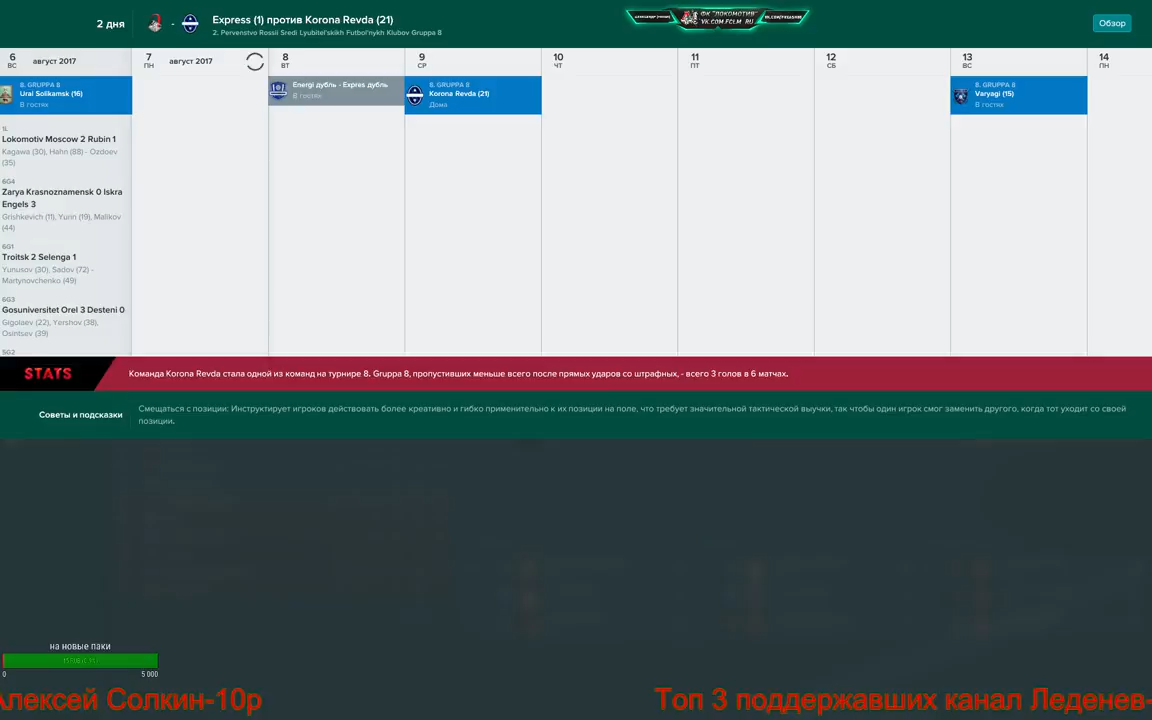 2 дня
Express (1) против Korona Revda (21)
2. Pervenstvo Rossii Sredi Lyubitel'skikh Futbol'nykh Klubov Gruppa 8
ФК "ЛОКОМОТИВ"
VK.COM/FCLM_RU
Обзор
6
ВС
август 2017
7
ПН
август 2017
8
ВТ
9
СР
10
ЧТ
11
ПТ
12
СБ
13
ВС
14
ПН
8. GRUPPA 8
Ural Solikamsk (16)
В гостях
Energi дубль - Expres дубль
В гостях
8. GRUPPA 8
Korona Revda (21)
Дома
8. GRUPPA 8
Varyagi (15)
В гостях
1L
Lokomotiv Moscow 2 Rubin 1
Kagawa (30), Hahn (88) - Ozdoev
(35)
6G4
Zarya Krasnoznamensk 0 Iskra
Engels 3
Grishkevich (11), Yurin (19), Malikov
(44)
6G1
Troitsk 2 Selenga 1
Yunusov (30), Sadov (72) -
Martynovchenko (49)
6G3
Gosuniversitet Orel 3 Desteni 0
Gigolaev (22), Yershov (38),
Osintsev (39)
5G2
STATS
Команда Korona Revda стала одной из команд на турнире 8. Gruppa 8, пропустивших меньше всего после прямых ударов со штрафных, - всего 3 голов в 6 матчах.
Советы и подсказки
Смещаться с позиции: Инструктирует игроков действовать более креативно и гибко применительно к их позиции на поле, что требует значительной тактической выучки, так чтобы один игрок смог заменить другого, когда тот уходит со своей
позиции.
на новые паки
0
5 000
Алексей Солкин-10р
Топ 3 поддержавших канал Леденев-